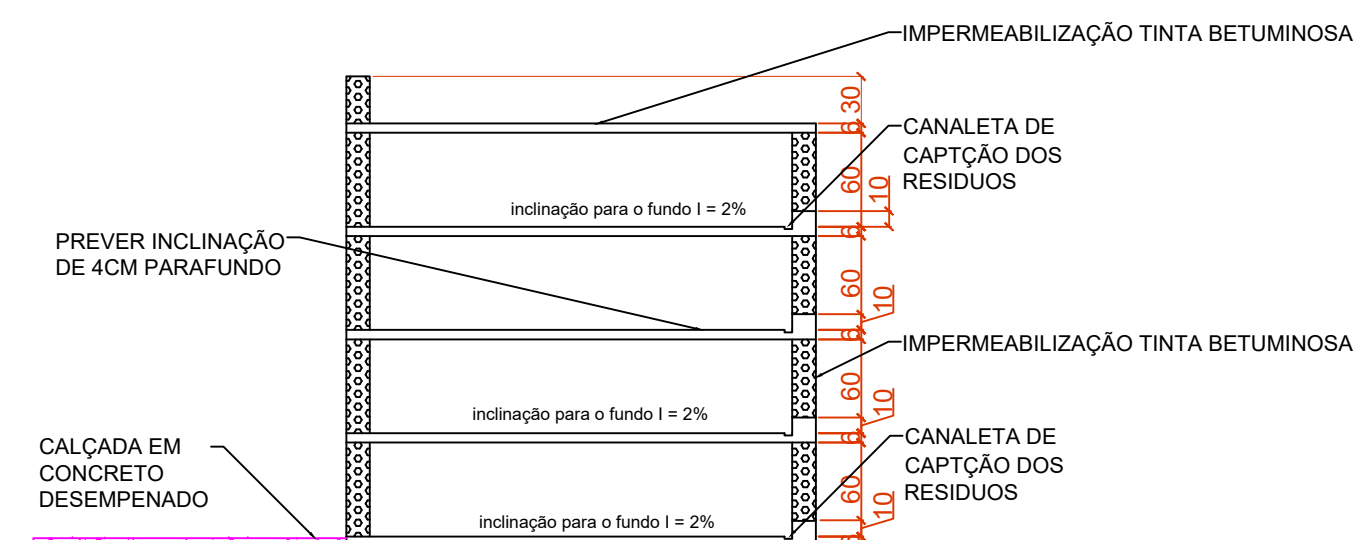 IMPERMEABILIZAÇÃO TINTA BETUMINOSA
30
6
CANALETA DE
CAPTÇÃO DOS
RESIDUOS
60
10
inclinação para o fundo I = 2%
6
PREVER INCLINAÇÃO
DE 4CM PARAFUNDO
60
10
6
IMPERMEABILIZAÇÃO TINTA BETUMINOSA
60
10
inclinação para o fundo I = 2%
6
CALÇADA EM
CONCRETO
DESEMPENADO
CANALETA DE
CAPTÇÃO DOS
RESIDUOS
60
10
inclinação para o fundo I = 2%